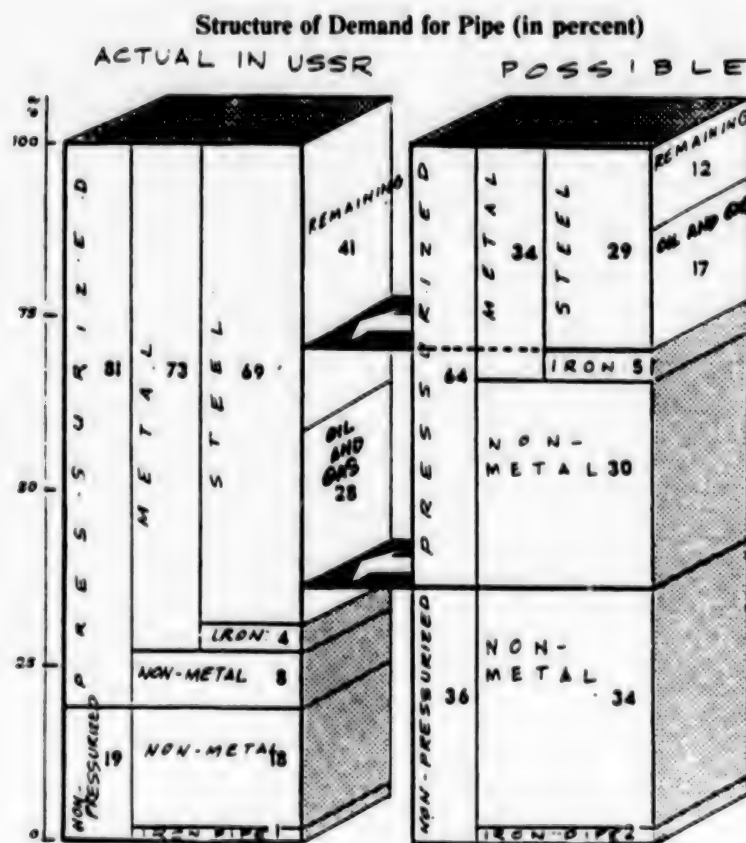 Structure of Demand for Pipe (in percent)
ACTUAL IN USSR
POSSIBLE
100
75
50
25
0
PRESSURIZED
81
METAL
73
STEEL
69
REMAINING
41
OIL
AND
GAS
28
IRON 4
NON-METAL 8
NON-
PRESSURIZED
19
NON-METAL 18
IRON PIPE 1
PRESSURIZED
64
METAL
34
STEEL
29
REMAINING
12
OIL AND GAS
17
IRON 5
NON-
METAL 30
NON-PRESSURIZED
36
NON-
METAL
34
IRON-PIPE 2